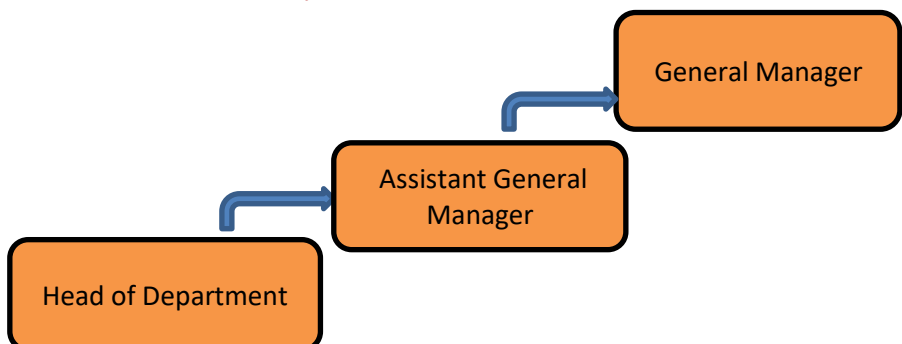 General Manager
Assistant General
Manager
Head of Department